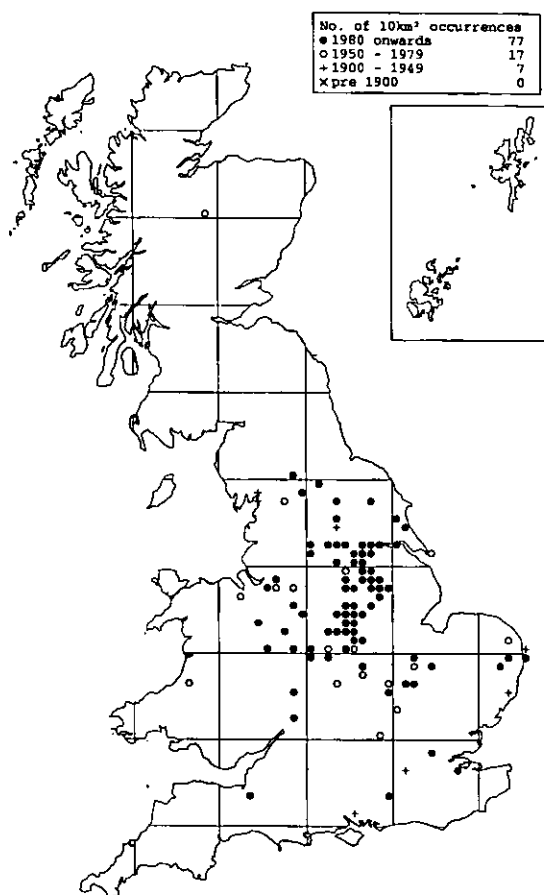 No. of 10km² occurrences
● 1980 onwards 77
○ 1950 - 1979 17
+ 1900 - 1949 7
× pre 1900 0